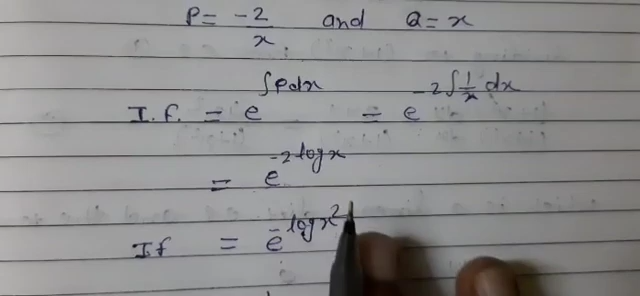 P = -2/x and Q = x
I.f. = e^∫Pdx = e^-2∫1/x dx
= e^-2logx
If = e^-logx²